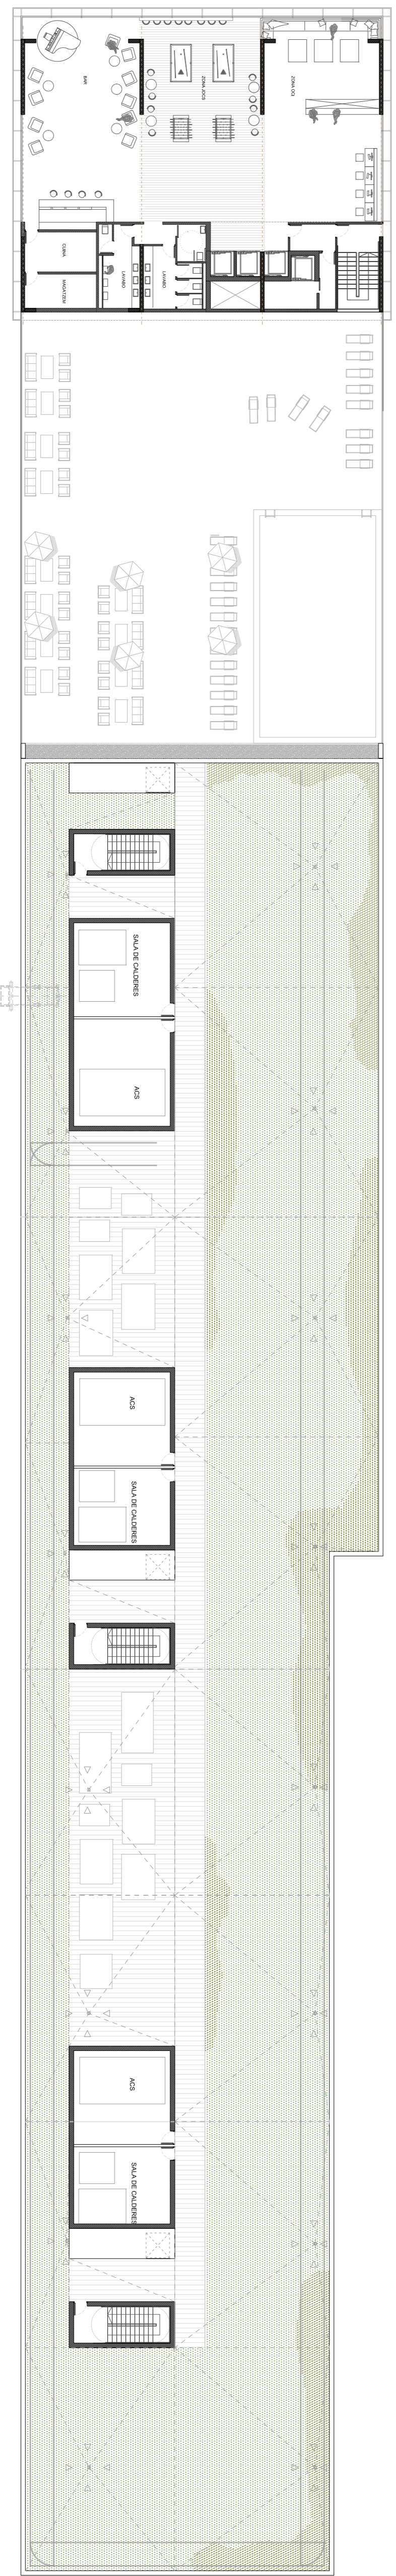 BAR
ZONA JOCS
ZONA DOJ
CUINA
MAGATZEM
LAVABO
LAVABO
SALA DE CALDERES
ACS
ACS
SALA DE CALDERES
ACS
SALA DE CALDERES